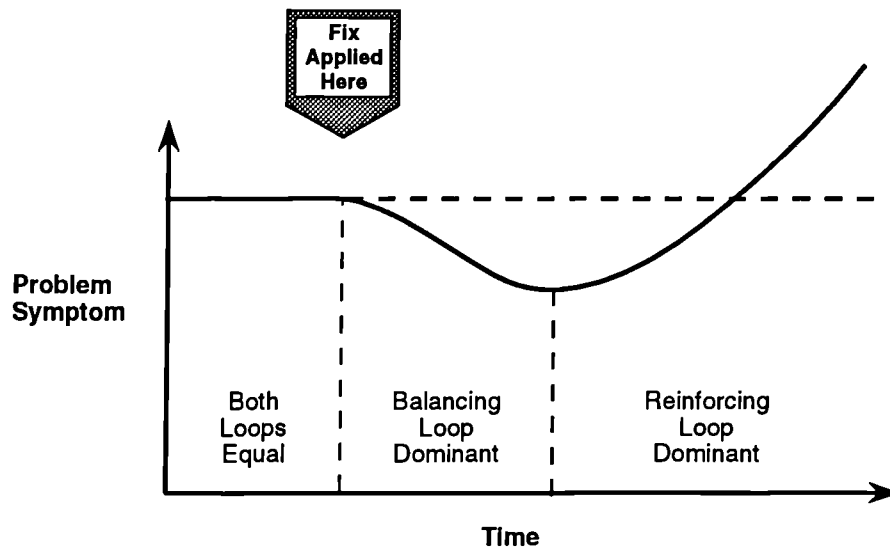 Fix
Applied
Here
Problem
Symptom
Both
Loops
Equal
Balancing
Loop
Dominant
Reinforcing
Loop
Dominant
Time